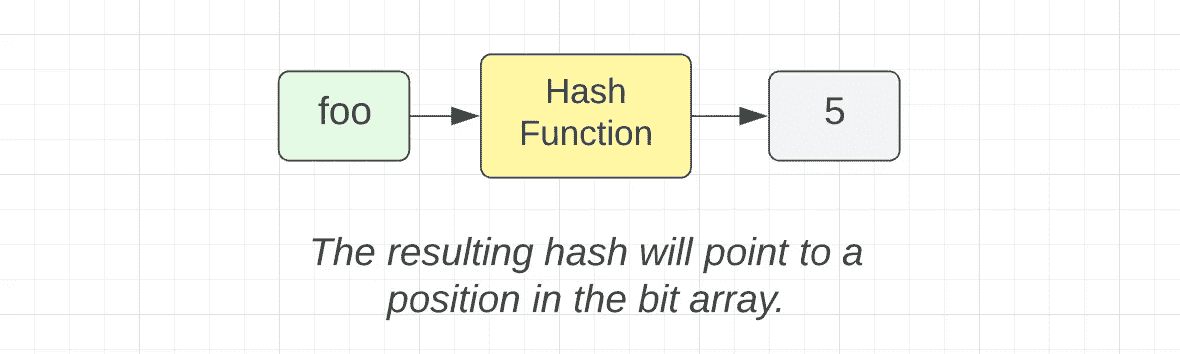 foo
Hash
Function
5
The resulting hash will point to a
position in the bit array.